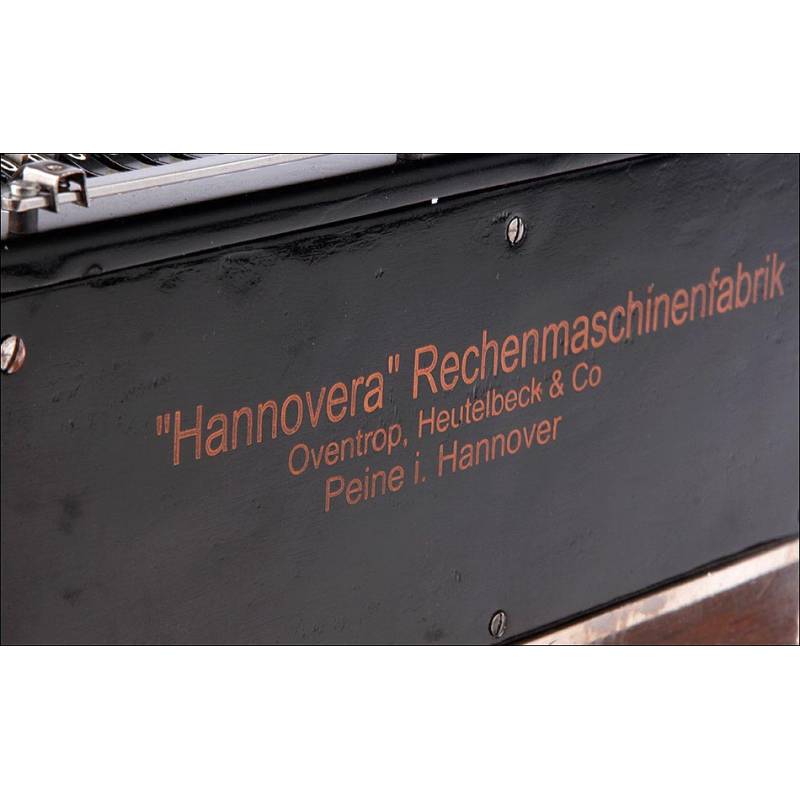 "Hannovera" Rechenmaschinenfabrik
Oventrop, Heutelbeck & Co
Peine i. Hannover